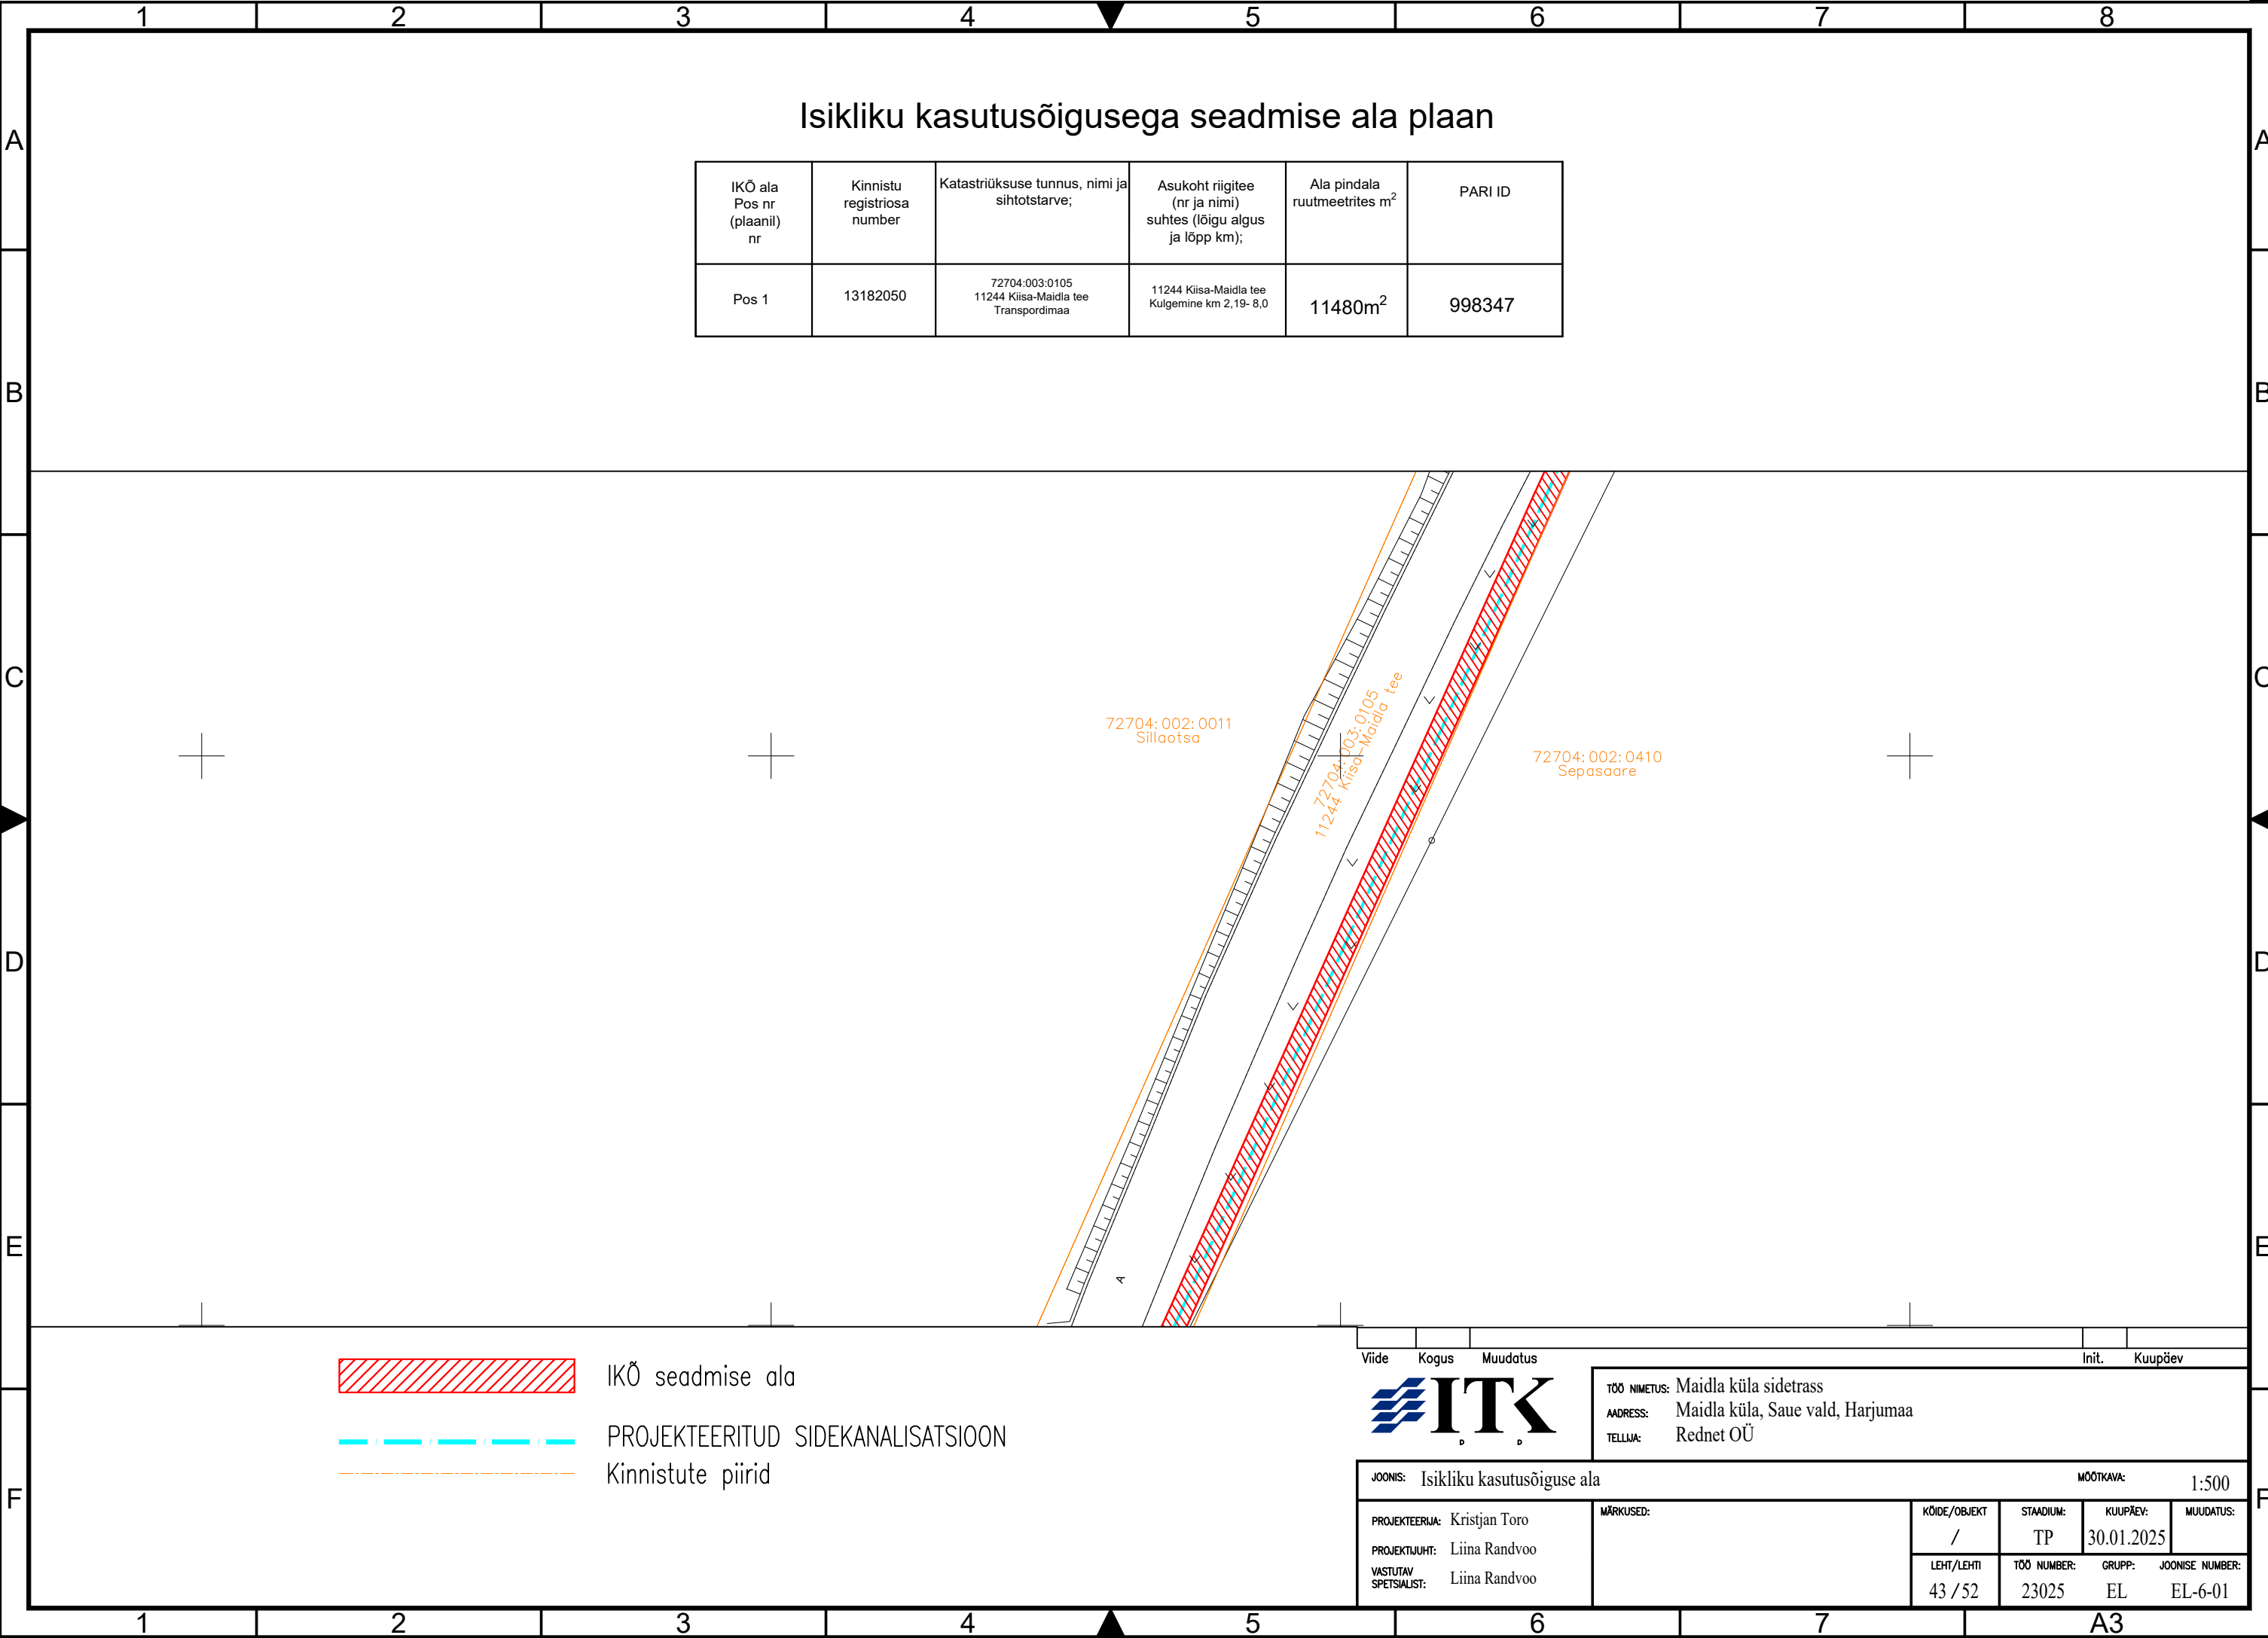 1 2 3 4 5 6 7 8
A A
B B
C C
D D
E E
F F
Isikliku kasutusõigusega seadmise ala plaan
IKÕ ala
Pos nr
(plaanil)
nr
Kinnistu
registriosa
number
Katastriüksuse tunnus, nimi ja
sihtotstarve;
Asukoht riigitee
(nr ja nimi)
suhtes (lõigu algus
ja lõpp km);
Ala pindala
ruutmeetrites m²
PARI ID
Pos 1
13182050
72704:003:0105
11244 Kiisa-Maidla tee
Transpordimaa
11244 Kiisa-Maidla tee
Kulgemine km 2,19- 8,0
11480m²
998347
72704:002:0011
Sillaotsa
72704:003:0105
11244 Kiisa-Maidla tee
72704:002:0410
Sepasaare
A
IKÕ seadmise ala
PROJEKTEERITUD SIDEKANALISATSIOON
Kinnistute piirid
Viide Kogus Muudatus Init. Kuupäev
ITK
TÖÖ NIMETUS: Maidla küla sidetrass
AADRESS: Maidla küla, Saue vald, Harjumaa
TELLIJA: Rednet OÜ
JOONIS: Isikliku kasutusõiguse ala
MÕÕTKAVA: 1:500
PROJEKTEERIJA: Kristjan Toro
PROJEKTIJUHT: Liina Randvoo
VASTUTAV
SPETSIALIST: Liina Randvoo
MÄRKUSED:
KÖIDE/OBJEKT
/
STAADIUM:
TP
KUUPÄEV:
30.01.2025
MUUDATUS:
LEHT/LEHTI
43 / 52
TÖÖ NUMBER:
23025
GRUPP:
EL
JOONISE NUMBER:
EL-6-01
1 2 3 4 5 6 7 A3